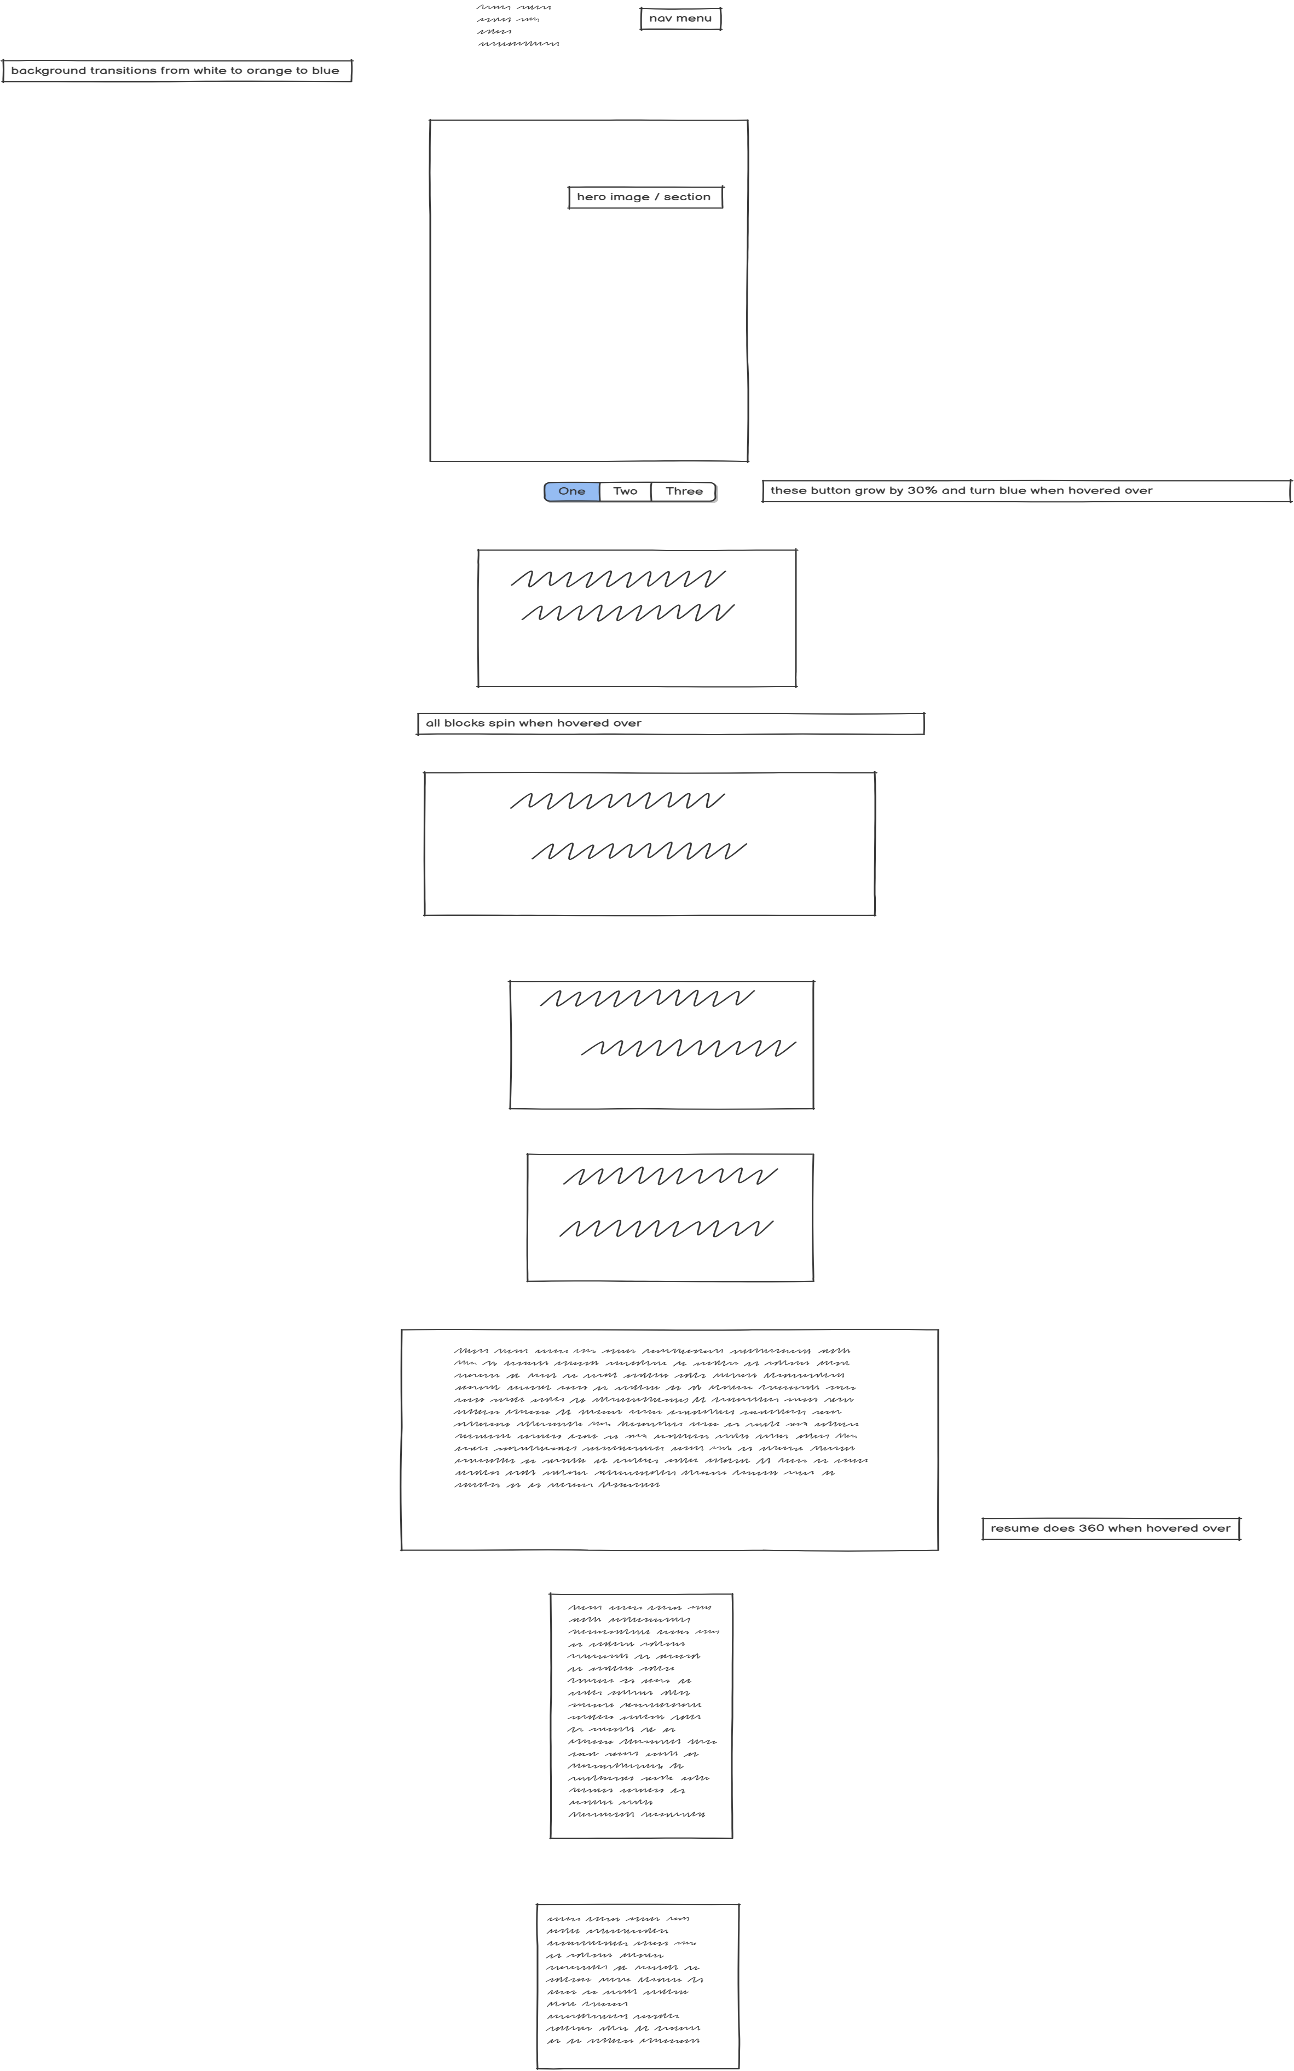 nav menu
background transitions from white to orange to blue
hero image / section
One Two Three
these button grow by 30% and turn blue when hovered over
all blocks spin when hovered over
resume does 360 when hovered over